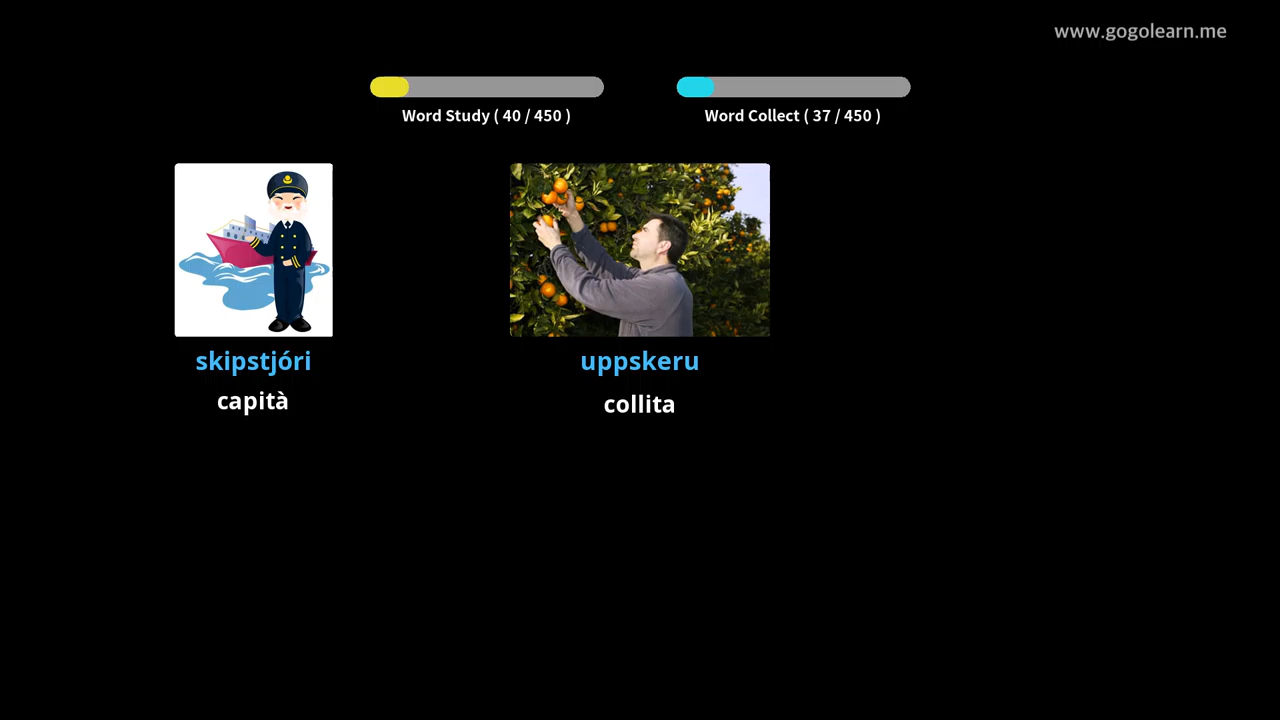 www.gogolearn.me
Word Study ( 40 / 450 )
Word Collect ( 37 / 450 )
skipstjóri
capità
uppskeru
collita